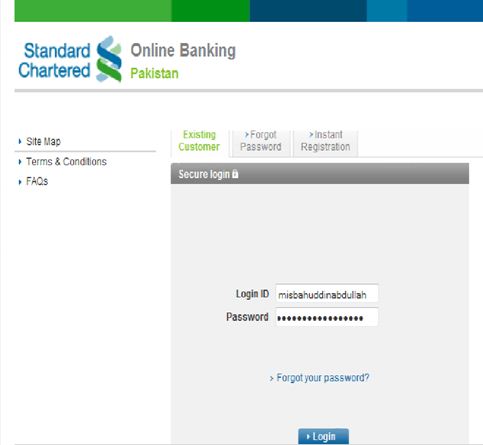 Standard Chartered
Online Banking
Pakistan
Site Map
Terms & Conditions
FAQs
Existing Customer
Forgot Password
Instant Registration
Secure login
Login ID misbahuddinabdullah
Password •••••••••••••••••
Forgot your password?
Login